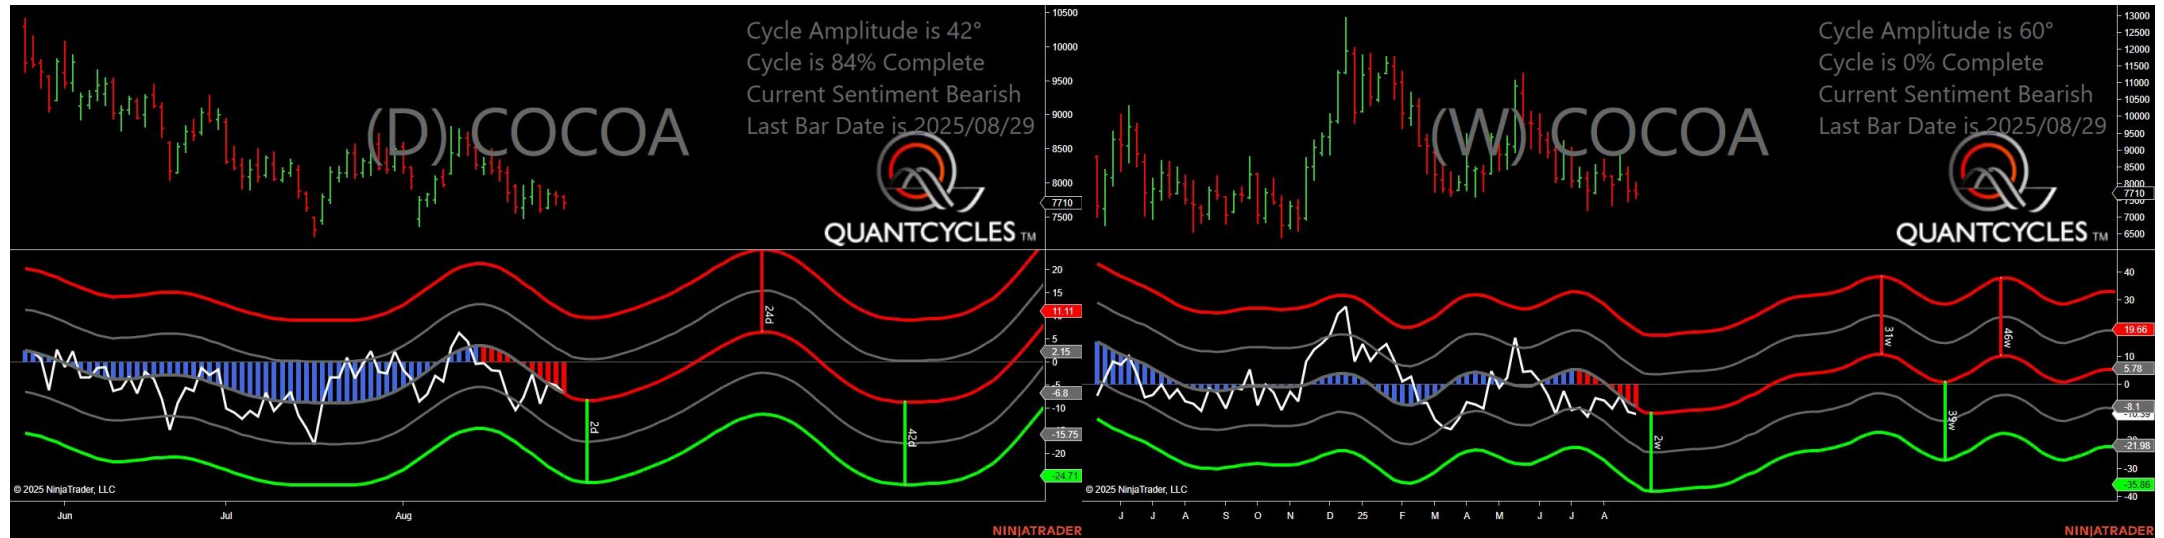 Cycle Amplitude is 42°
Cycle is 84% Complete
Current Sentiment Bearish
Last Bar Date is 2025/08/29
(D) COCOA
QUANTCYCLES TM
10500
10000
9500
9000
8500
8000
7710
7500
20
15
11.11
5
2.15
0
-5
-6.8
-10
-15.75
-20
-24.71
24d
2d
42d
© 2025 NinjaTrader, LLC
Jun Jul Aug
NINJATRADER
Cycle Amplitude is 60°
Cycle is 0% Complete
Current Sentiment Bearish
Last Bar Date is 2025/08/29
(W) COCOA
QUANTCYCLES TM
13000
12500
12000
11500
11000
10500
10000
9500
9000
8500
8000
7710
7500
7000
6500
40
30
19.66
10
5.78
0
-8.1
-10.39
-21.98
-30
-35.86
-40
31w
46w
2w
39w
© 2025 NinjaTrader, LLC
J J A S O N D 25 F M A M J J A
NINJATRADER